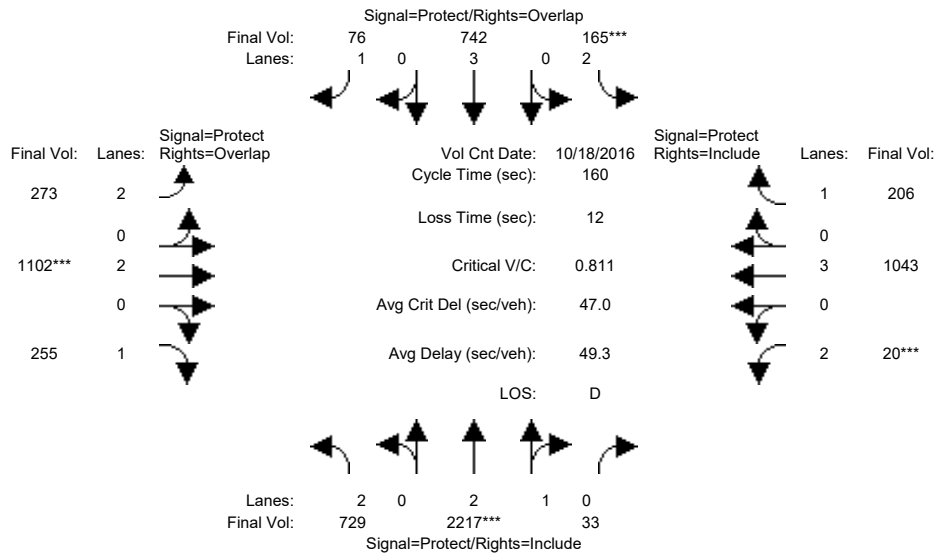 Signal=Protect/Rights=Overlap
Final Vol: 76 742 165***
Lanes: 1 0 3 0 2
Signal=Protect
Final Vol: Lanes: Rights=Overlap
Vol Cnt Date: 10/18/2016
Signal=Protect
Rights=Include Lanes: Final Vol:
Cycle Time (sec): 160
273 2
1 206
Loss Time (sec): 12
0
0
1102*** 2
Critical V/C: 0.811
3 1043
0
Avg Crit Del (sec/veh): 47.0
0
255 1
Avg Delay (sec/veh): 49.3
2 20***
LOS: D
Lanes: 2 0 2 1 0
Final Vol: 729 2217*** 33
Signal=Protect/Rights=Include